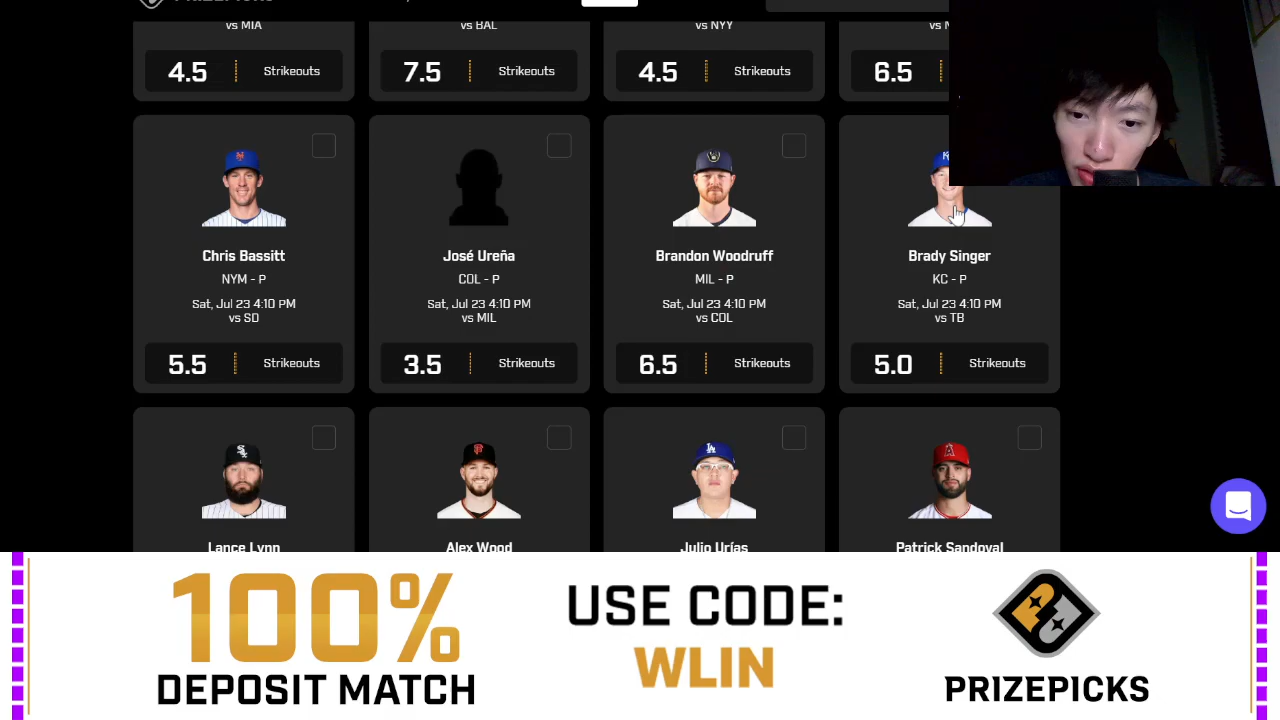 PRIZEPICKS
vs MIA
vs BAL
vs NYY
4.5 Strikeouts
7.5 Strikeouts
4.5 Strikeouts
6.5
Chris Bassitt
NYM - P
Sat, Jul 23 4:10 PM
vs SD
5.5 Strikeouts
José Ureña
COL - P
Sat, Jul 23 4:10 PM
vs MIL
3.5 Strikeouts
Brandon Woodruff
MIL - P
Sat, Jul 23 4:10 PM
vs COL
6.5 Strikeouts
Brady Singer
KC - P
Sat, Jul 23 4:10 PM
vs TB
5.0 Strikeouts
Lance Lynn
Alex Wood
Julio Urías
Patrick Sandoval
100%
DEPOSIT MATCH
USE CODE:
WLIN
PRIZEPICKS